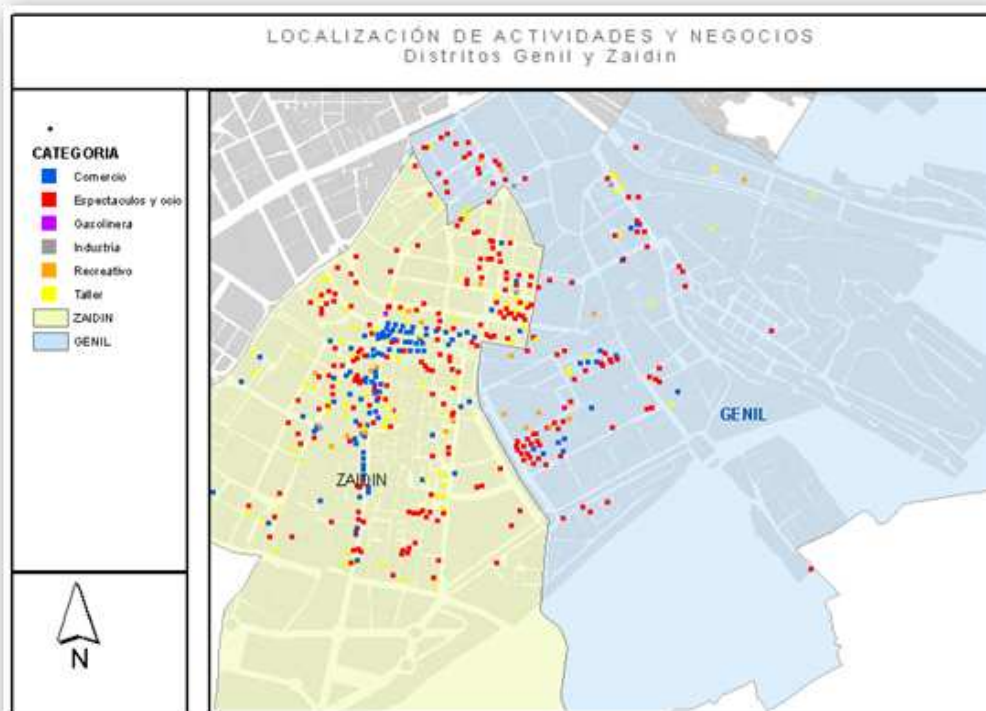 LOCALIZACIÓN DE ACTIVIDADES Y NEGOCIOS
Distritos Genil y Zaidin
CATEGORIA
Comercio
Espectaculos y ocio
Gasolinera
Industria
Recreativo
Taller
ZAIDIN
GENIL
GENIL
ZAIDIN
N